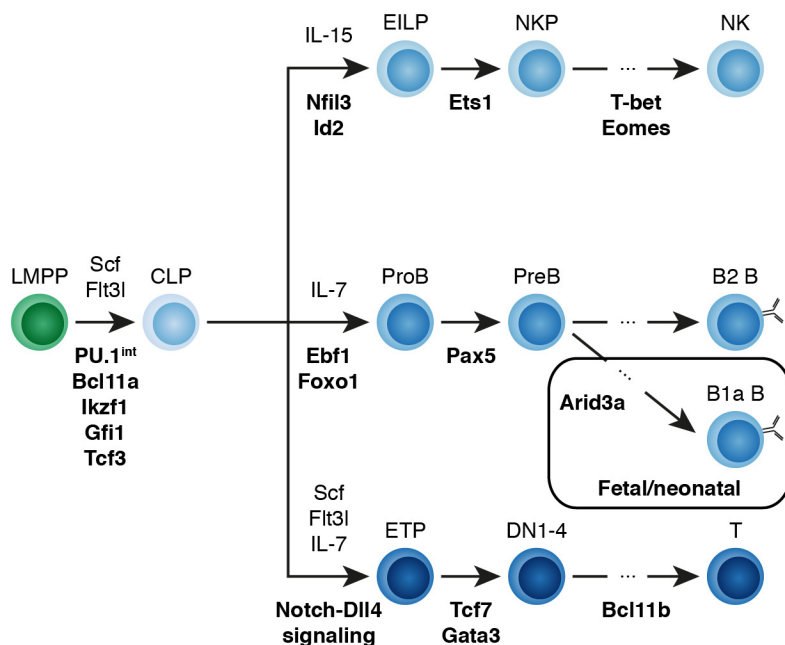 EILP
NKP
NK
IL-15
...
Nfil3
Id2
Ets1
T-bet
Eomes
LMPP
Scf
Flt3l
CLP
PU.1int
Bcl11a
Ikzf1
Gfi1
Tcf3
IL-7
ProB
PreB
B2 B
...
Ebf1
Foxo1
Pax5
...
Arid3a
B1a B
Fetal/neonatal
Scf
Flt3l
IL-7
ETP
DN1-4
T
...
Notch-Dll4
signaling
Tcf7
Gata3
Bcl11b